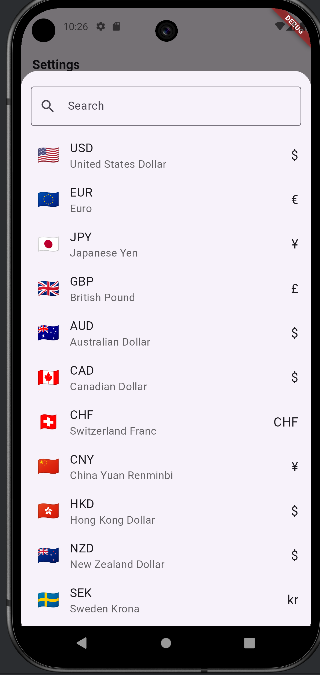 10:26
DEBUG
Settings
Search
USD
United States Dollar
$
EUR
Euro
€
JPY
Japanese Yen
¥
GBP
British Pound
£
AUD
Australian Dollar
$
CAD
Canadian Dollar
$
CHF
Switzerland Franc
CHF
CNY
China Yuan Renminbi
¥
HKD
Hong Kong Dollar
$
NZD
New Zealand Dollar
$
SEK
Sweden Krona
kr